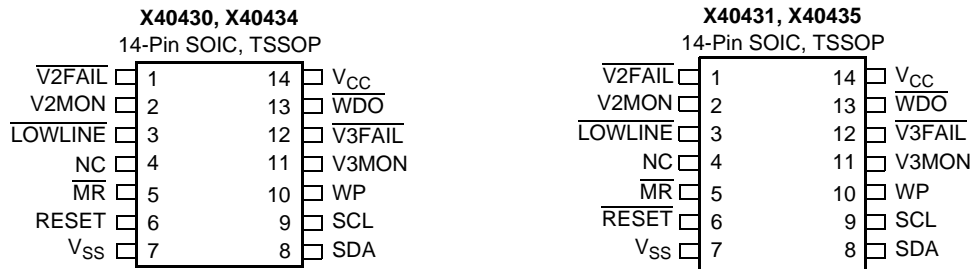 X40430, X40434
14-Pin SOIC, TSSOP
V2FAIL 1 14 VCC
V2MON 2 13 WDO
LOWLINE 3 12 V3FAIL
NC 4 11 V3MON
MR 5 10 WP
RESET 6 9 SCL
VSS 7 8 SDA
X40431, X40435
14-Pin SOIC, TSSOP
V2FAIL 1 14 VCC
V2MON 2 13 WDO
LOWLINE 3 12 V3FAIL
NC 4 11 V3MON
MR 5 10 WP
RESET 6 9 SCL
VSS 7 8 SDA